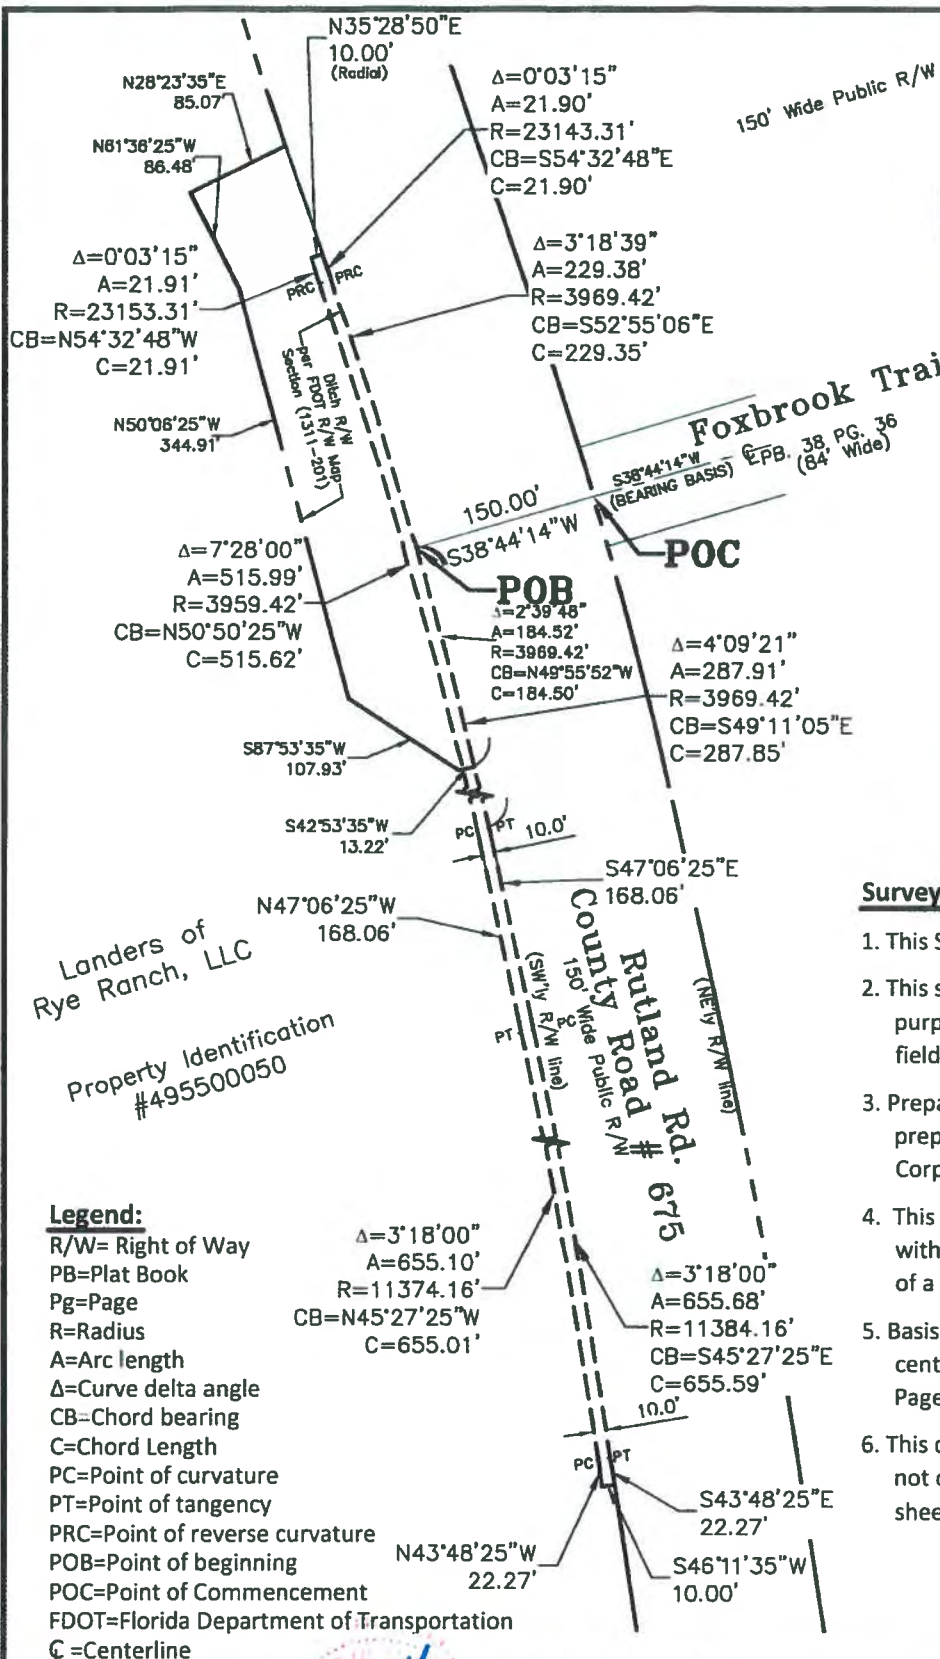 N35°28'50"E
10.00'
(Radial)
N28°23'35"E
85.07'
N61°36'25"W
86.48'
Δ=0°03'15"
A=21.90'
R=23143.31'
CB=S54°32'48"E
C=21.90'
150' Wide Public R/W
Δ=0°03'15"
A=21.91'
R=23153.31'
CB=N54°32'48"W
C=21.91'
PRC
PRC
Δ=3°18'39"
A=229.38'
R=3969.42'
CB=S52°55'06"E
C=229.35'
N50°06'25"W
344.91'
Ditch R/W
per FDOT R/W Map
Section (1311-201)
Foxbrook Trai
S38°44'14"W
(BEARING BASIS)
℄ PB. 38, PG. 36
(84' Wide)
150.00'
S38°44'14"W
POC
POB
Δ=7°28'00"
A=515.99'
R=3959.42'
CB=N50°50'25"W
C=515.62'
Δ=2°39'48"
A=184.52'
R=3969.42'
CB=N49°55'52"W
C=184.50'
Δ=4°09'21"
A=287.91'
R=3969.42'
CB=S49°11'05"E
C=287.85'
S87°53'35"W
107.93'
S42°53'35"W
13.22'
PC
PT
10.0'
S47°06'25"E
168.06'
N47°06'25"W
168.06'
Landers of
Rye Ranch, LLC
Property Identification
#495500050
PT
PC
(SW'ly R/W line)
Rutland Rd.
County Road # 675
150' Wide Public R/W
(NE'ly R/W line)
Survey
1. This S
2. This s
purp
field
3. Prepa
prep
Corp
4. This
with
of a
5. Basis
cent
Page
6. This d
not c
shee
Legend:
R/W= Right of Way
PB=Plat Book
Pg=Page
R=Radius
A=Arc length
Δ=Curve delta angle
CB=Chord bearing
C=Chord Length
PC=Point of curvature
PT=Point of tangency
PRC=Point of reverse curvature
POB=Point of beginning
POC=Point of Commencement
FDOT=Florida Department of Transportation
℄ =Centerline
Δ=3°18'00"
A=655.10'
R=11374.16'
CB=N45°27'25"W
C=655.01'
Δ=3°18'00"
A=655.68'
R=11384.16'
CB=S45°27'25"E
C=655.59'
10.0'
PC
PT
S43°48'25"E
22.27'
N43°48'25"W
22.27'
S46°11'35"W
10.00'